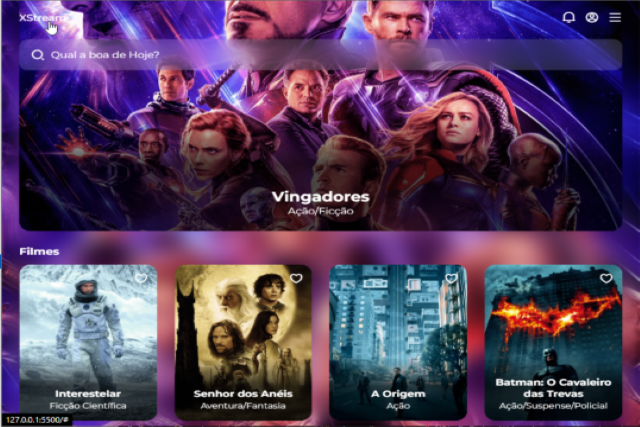 XStream
Qual a boa de Hoje?
Vingadores
Ação/Ficção
Filmes
Interestelar
Ficção Científica
Senhor dos Anéis
Aventura/Fantasia
A Origem
Ação
Batman: O Cavaleiro
das Trevas
Ação/Suspense/Policial
127.0.0.1:5500/#